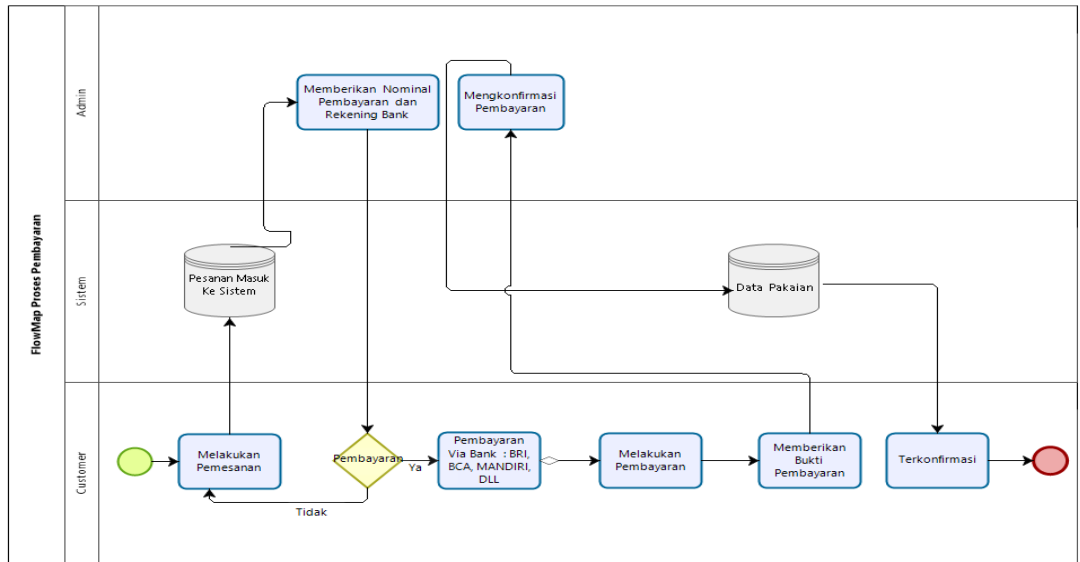 FlowMap Proses Pembayaran
Admin
Memberikan Nominal
Pembayaran dan
Rekening Bank
Mengkonfirmasi
Pembayaran
Sistem
Pesanan Masuk
Ke Sistem
Data Pakaian
Customer
Melakukan
Pemesanan
Pembayaran
Ya
Tidak
Pembayaran
Via Bank : BRI,
BCA, MANDIRI,
DLL
Melakukan
Pembayaran
Memberikan
Bukti
Pembayaran
Terkonfirmasi